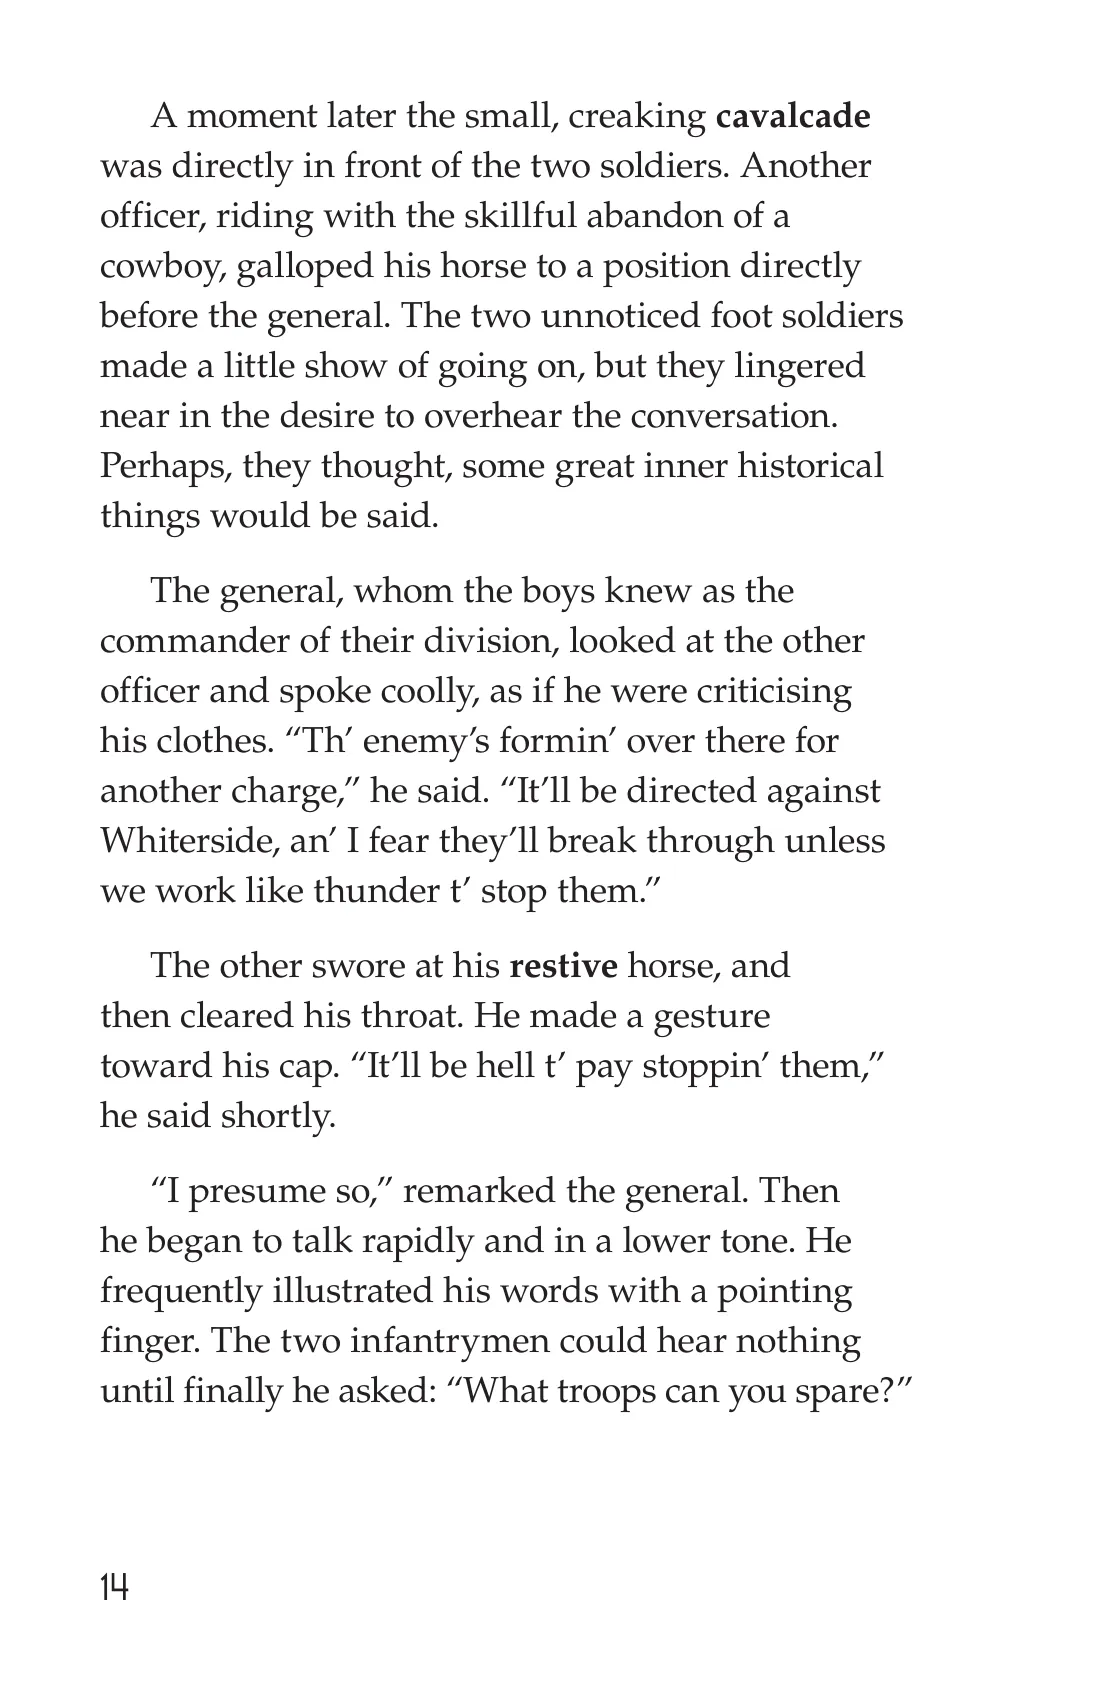 A moment later the small, creaking cavalcade
was directly in front of the two soldiers. Another
officer, riding with the skillful abandon of a
cowboy, galloped his horse to a position directly
before the general. The two unnoticed foot soldiers
made a little show of going on, but they lingered
near in the desire to overhear the conversation.
Perhaps, they thought, some great inner historical
things would be said.
The general, whom the boys knew as the
commander of their division, looked at the other
officer and spoke coolly, as if he were criticising
his clothes. “Th’ enemy’s formin’ over there for
another charge,” he said. “It’ll be directed against
Whiterside, an’ I fear they’ll break through unless
we work like thunder t’ stop them.”
The other swore at his restive horse, and
then cleared his throat. He made a gesture
toward his cap. “It’ll be hell t’ pay stoppin’ them,”
he said shortly.
“I presume so,” remarked the general. Then
he began to talk rapidly and in a lower tone. He
frequently illustrated his words with a pointing
finger. The two infantrymen could hear nothing
until finally he asked: “What troops can you spare?”
14